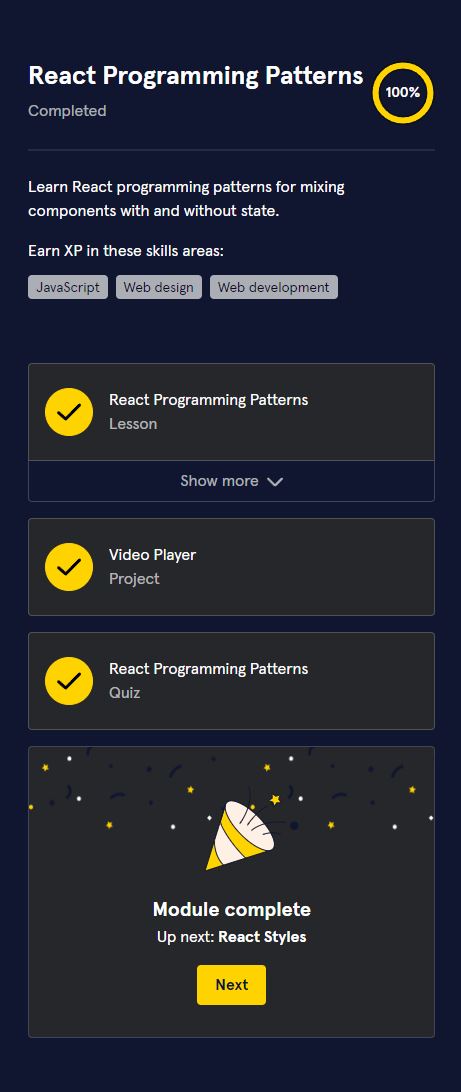 React Programming Patterns
100%
Completed
Learn React programming patterns for mixing
components with and without state.
Earn XP in these skills areas:
JavaScript
Web design
Web development
React Programming Patterns
Lesson
Show more
Video Player
Project
React Programming Patterns
Quiz
Module complete
Up next: React Styles
Next